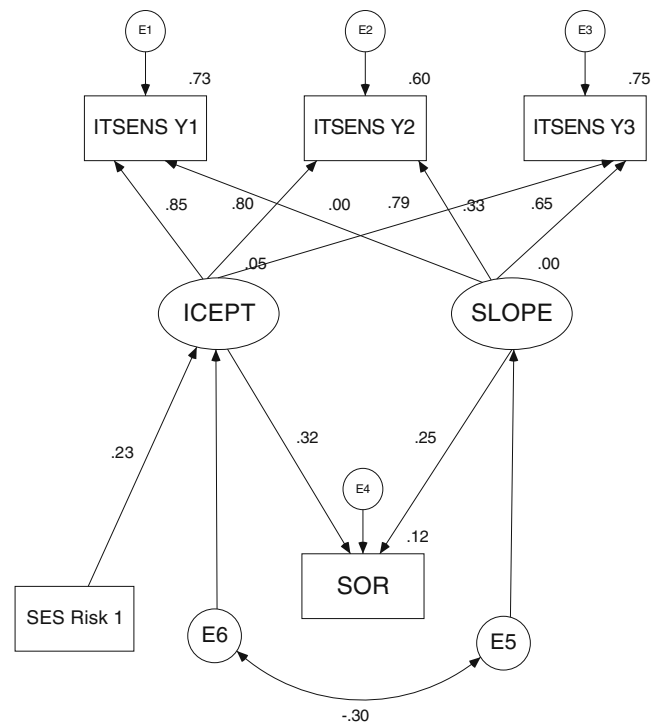 E1
E2
E3
.73
.60
.75
ITSENS Y1
ITSENS Y2
ITSENS Y3
.85
.80
.00
.79
.33
.65
.05
.00
ICEPT
SLOPE
.23
.32
.25
E4
.12
SOR
SES Risk 1
E6
E5
-.30